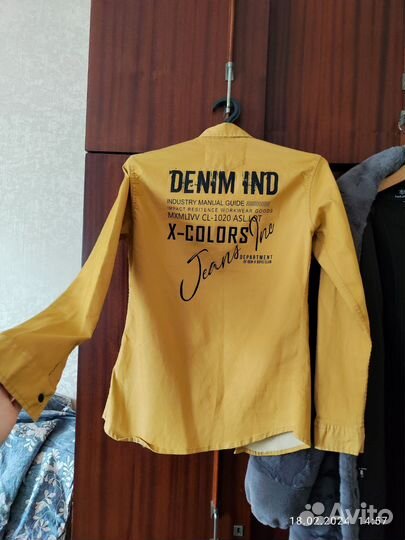 DENIM IND
INDUSTRY MANUAL GUIDE
IMPACT RESITENCE WORKWEAR GOODS
MXMLIVV CL-1020 ASL
X-COLORS
Jeans Inc
DEPARTMENT
Avito
18.02.2024 14:57